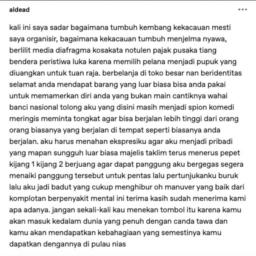 aidead
kali ini saya sadar bagaimana tumbuh kembang kekacauan mesti
saya organisir, bagaimana kekacauan tumbuh menjelma nyawa,
berlilit media diafragma kosakata notulen pajak pusaka tiang
bendera peristiwa luka karena memilih pelana menjadi pupuk yang
diuangkan untuk tuan raja. berbelanja di toko besar nan beridentitas
selamat anda mendapat barang yang luar biasa bisa anda pakai
untuk memamerkan diri anda yang bukan main cantiknya wahai
banci nasional tolong aku yang disini masih menjadi spion komedi
meringis meminta tongkat agar bisa berjalan lebih tinggi dari orang
orang biasanya yang berjalan di tempat seperti biasanya anda
berjalan. aku harus menahan ekspresiku agar aku menjadi pribadi
yang mapan sungguh luar biasa majelis taklim terus menerus pepet
kijang 1 kijang 2 berjuang agar dapat panggung aku bergegas segera
menaiki panggung tersebut untuk pentas lalu pertunjukanku buruk
lalu aku jadi badut yang cukup menghibur oh manuver yang baik dari
komplotan berpenyakit mental ini terima kasih sudah menerima kami
apa adanya. jangan sekali-kali kau menekan tombol itu karena kamu
akan masuk kedalam dunia yang penuh dengan canda tawa dan
kamu akan mendapatkan kebahagiaan yang semestinya kamu
dapatkan dengannya di pulau nias